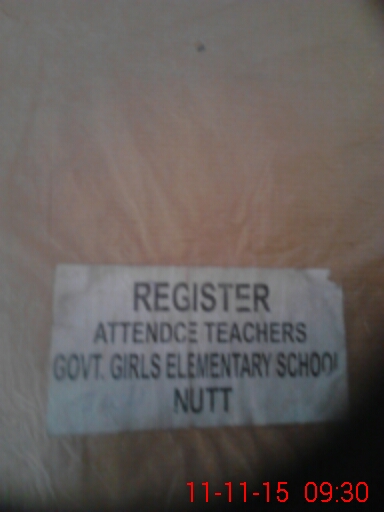 REGISTER
ATTENDCE TEACHERS
GOVT. GIRLS ELEMENTARY SCHOOL
NUTT
11-11-15 09:30